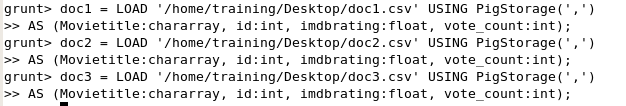 grunt> doc1 = LOAD '/home/training/Desktop/doc1.csv' USING PigStorage(',')
>> AS (Movietitle:chararray, id:int, imdbrating:float, vote_count:int);
grunt> doc2 = LOAD '/home/training/Desktop/doc2.csv' USING PigStorage(',')
>> AS (Movietitle:chararray, id:int, imdbrating:float, vote_count:int);
grunt> doc3 = LOAD '/home/training/Desktop/doc3.csv' USING PigStorage(',')
>> AS (Movietitle:chararray, id:int, imdbrating:float, vote_count:int);